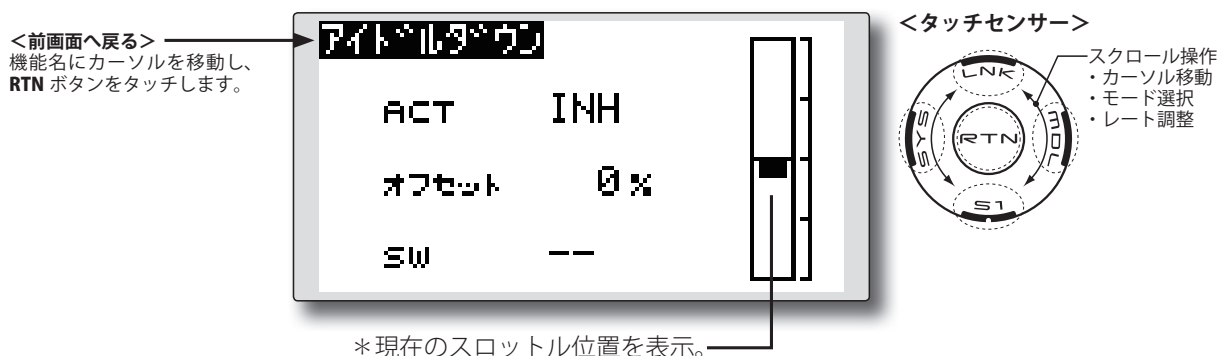 <前画面へ戻る>
機能名にカーソルを移動し、
RTN ボタンをタッチします。
アイドルダウン
ACT INH
オフセット 0%
SW --
*現在のスロットル位置を表示。
<タッチセンサー>
スクロール操作
・カーソル移動
・モード選択
・レート調整
LNK
SYS
RTN
MDL
S1